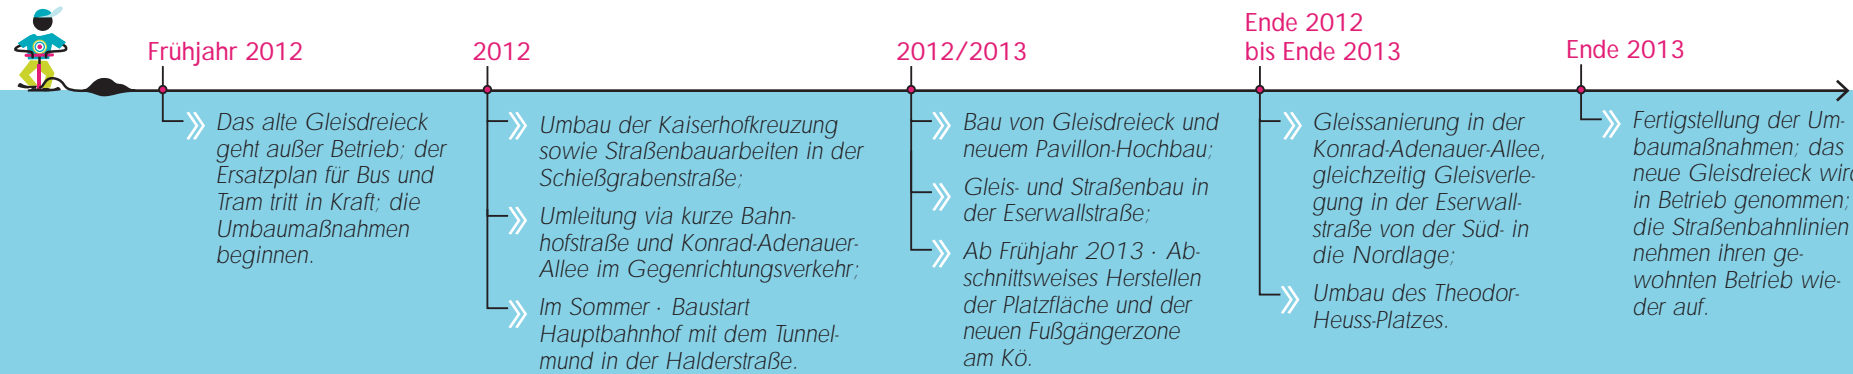 Frühjahr 2012
Das alte Gleisdreieck
geht außer Betrieb; der
Ersatzplan für Bus und
Tram tritt in Kraft; die
Umbaumaßnahmen
beginnen.
2012
Umbau der Kaiserhofkreuzung
sowie Straßenbauarbeiten in der
Schießgrabenstraße;
Umleitung via kurze Bahn-
hofstraße und Konrad-Adenauer-
Allee im Gegenrichtungsverkehr;
Im Sommer · Baustart
Hauptbahnhof mit dem Tunnel-
mund in der Halderstraße.
2012/2013
Bau von Gleisdreieck und
neuem Pavillon-Hochbau;
Gleis- und Straßenbau in
der Eserwallstraße;
Ab Frühjahr 2013 · Ab-
schnittsweises Herstellen
der Platzfläche und der
neuen Fußgängerzone
am Kö.
Ende 2012
bis Ende 2013
Gleissanierung in der
Konrad-Adenauer-Allee,
gleichzeitig Gleisverle-
gung in der Eserwall-
straße von der Süd- in
die Nordlage;
Umbau des Theodor-
Heuss-Platzes.
Ende 2013
Fertigstellung der Um-
baumaßnahmen; das
neue Gleisdreieck wird
in Betrieb genommen;
die Straßenbahnlinien
nehmen ihren ge-
wohnten Betrieb wie-
der auf.